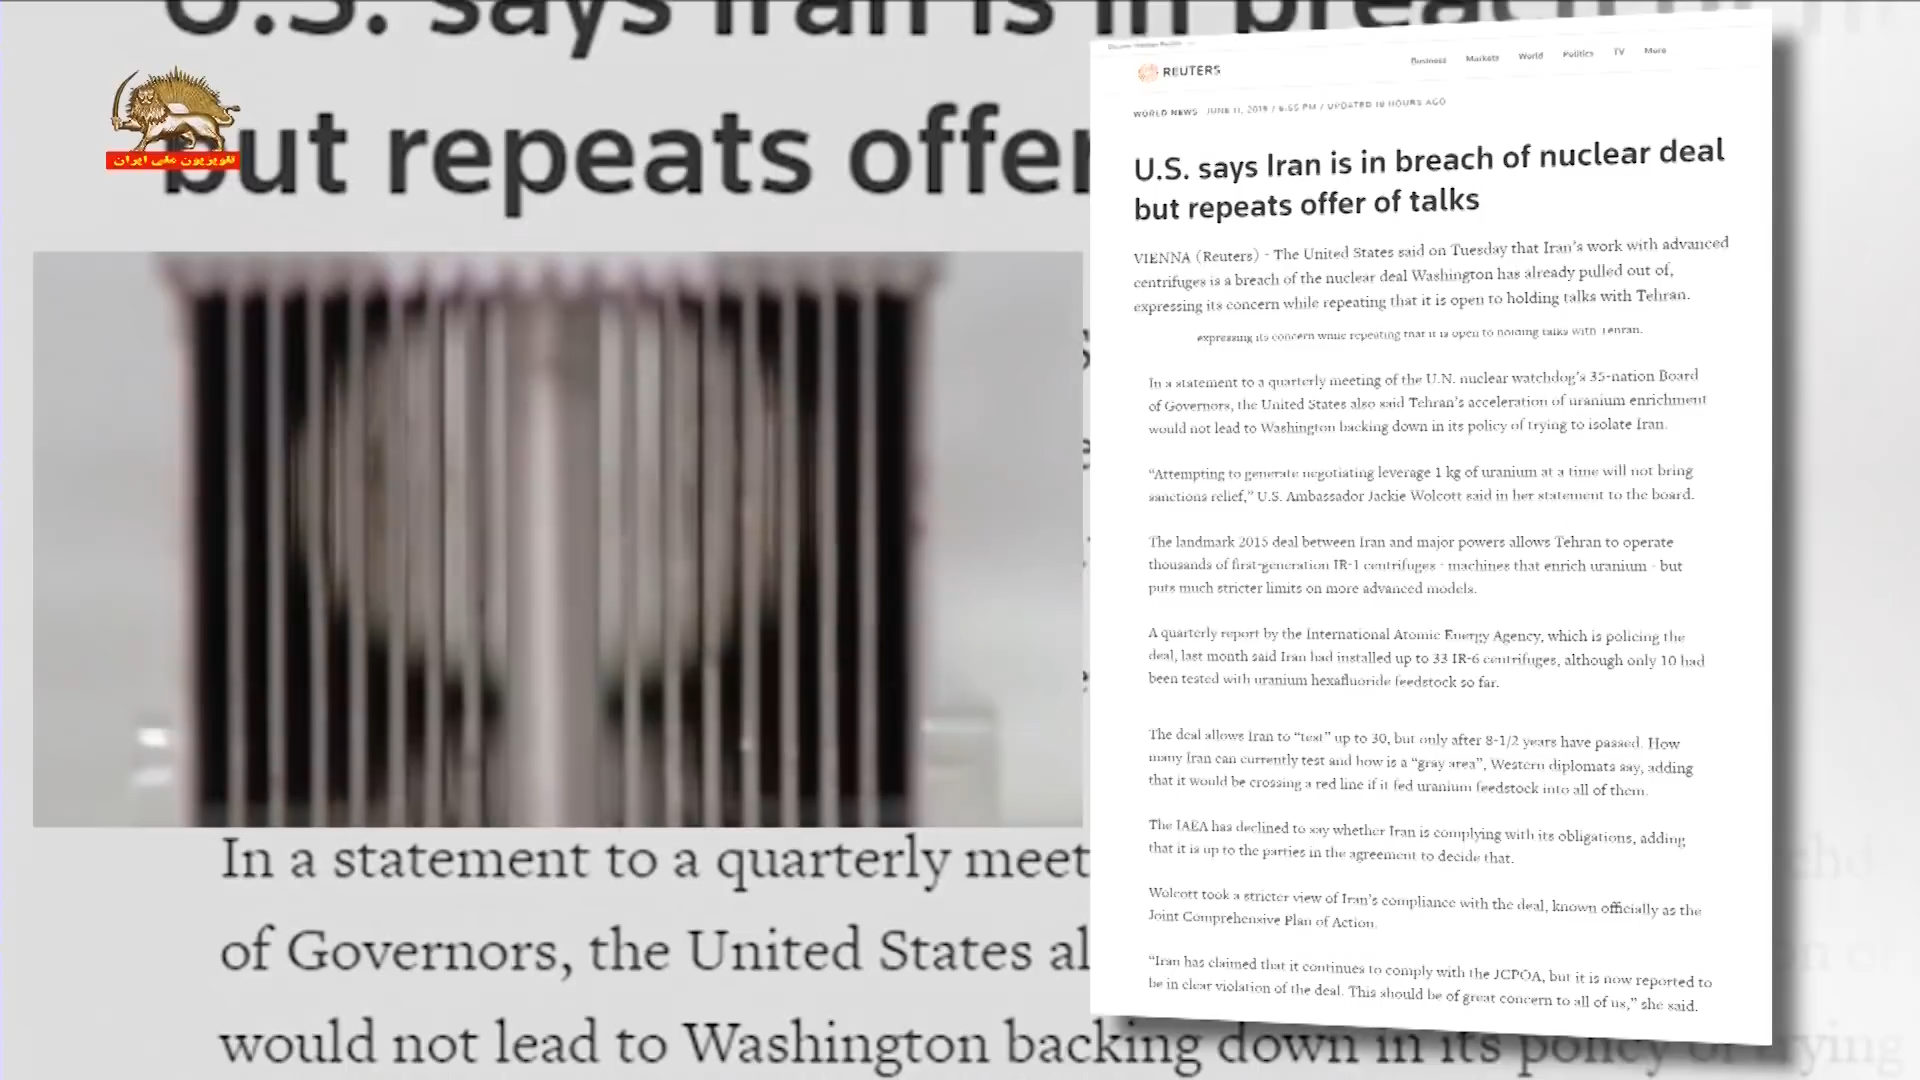 U.S. says Iran is in breach of
but repeats offer
تلویزیون ملی ایران
In a statement to a quarterly meet
of Governors, the United States al
would not lead to Washington backing down in its policy of trying
REUTERS
Business Markets World Politics TV More
WORLD NEWS JUNE 11, 2019 / 6:55 PM / UPDATED 18 HOURS AGO
U.S. says Iran is in breach of nuclear deal
but repeats offer of talks
VIENNA (Reuters) - The United States said on Tuesday that Iran's work with advanced
centrifuges is a breach of the nuclear deal Washington has already pulled out of,
expressing its concern while repeating that it is open to holding talks with Tehran.
expressing its concern while repeating that it is open to holding talks with Tehran.
In a statement to a quarterly meeting of the U.N. nuclear watchdog's 35-nation Board
of Governors, the United States also said Tehran's acceleration of uranium enrichment
would not lead to Washington backing down in its policy of trying to isolate Iran.
“Attempting to generate negotiating leverage 1 kg of uranium at a time will not bring
sanctions relief,” U.S. Ambassador Jackie Wolcott said in her statement to the board.
The landmark 2015 deal between Iran and major powers allows Tehran to operate
thousands of first-generation IR-1 centrifuges - machines that enrich uranium - but
puts much stricter limits on more advanced models.
A quarterly report by the International Atomic Energy Agency, which is policing the
deal, last month said Iran had installed up to 33 IR-6 centrifuges, although only 10 had
been tested with uranium hexafluoride feedstock so far.
The deal allows Iran to “test” up to 30, but only after 8-1/2 years have passed. How
many Iran can currently test and how is a “gray area”, Western diplomats say, adding
that it would be crossing a red line if it fed uranium feedstock into all of them.
The IAEA has declined to say whether Iran is complying with its obligations, adding
that it is up to the parties in the agreement to decide that.
Wolcott took a stricter view of Iran's compliance with the deal, known officially as the
Joint Comprehensive Plan of Action.
“Iran has claimed that it continues to comply with the JCPOA, but it is now reported to
be in clear violation of the deal. This should be of great concern to all of us,” she said.